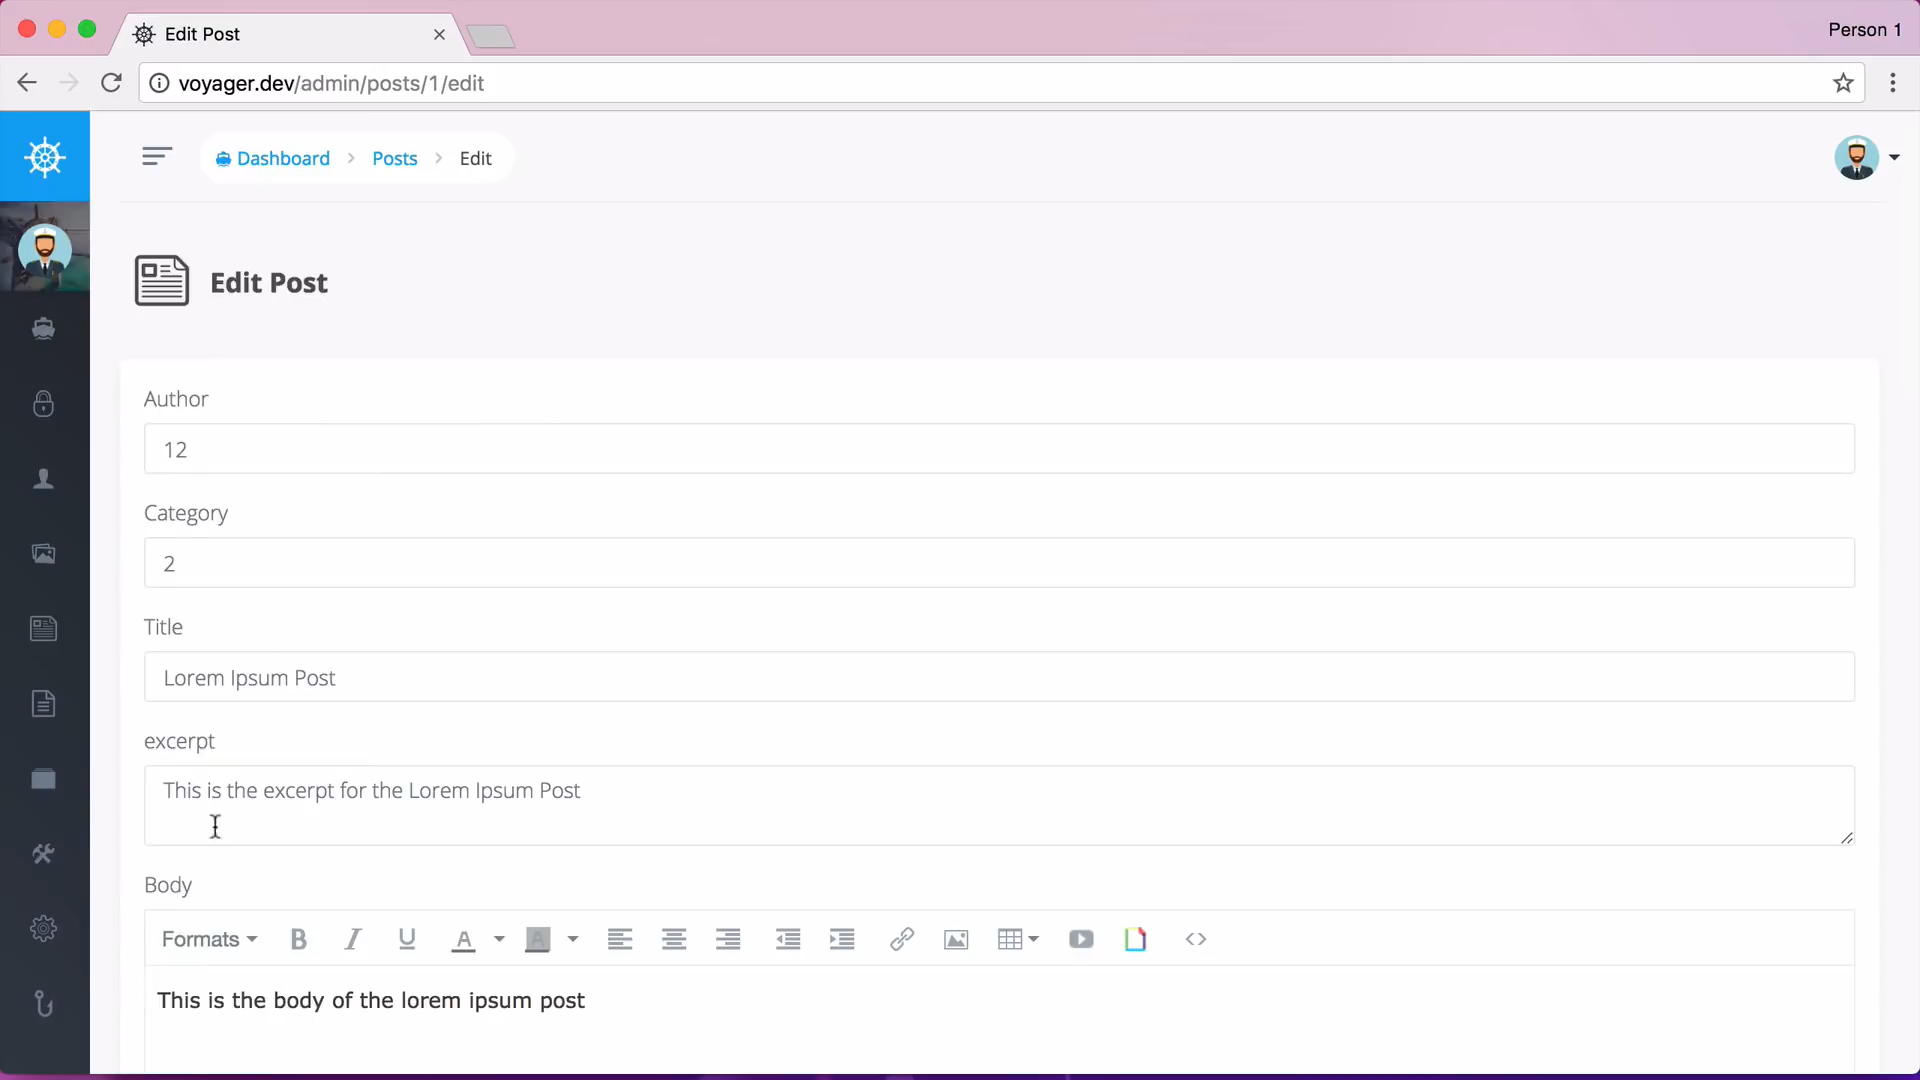 Edit Post
Person 1
voyager.dev/admin/posts/1/edit
Dashboard > Posts > Edit
Edit Post
Author
12
Category
2
Title
Lorem Ipsum Post
excerpt
This is the excerpt for the Lorem Ipsum Post
Body
Formats B I U A A
This is the body of the lorem ipsum post